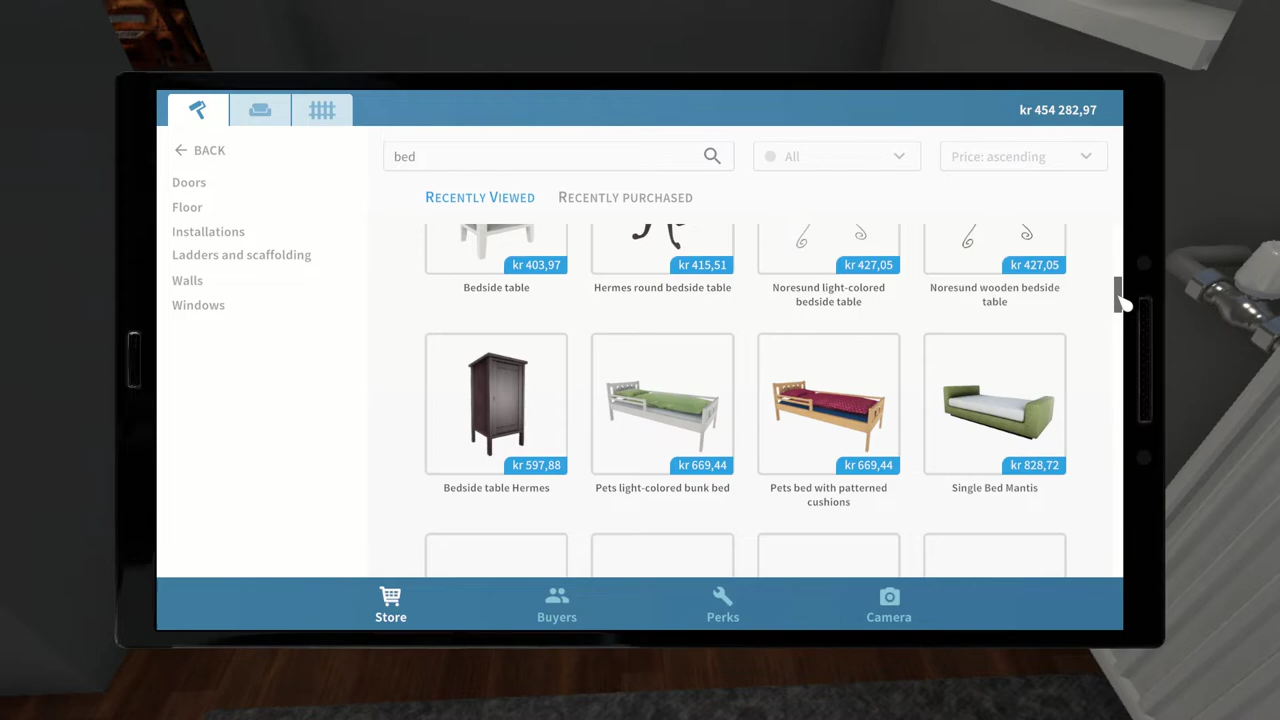 kr 454 282,97
BACK
bed
All
Price: ascending
Doors
Floor
Installations
Ladders and scaffolding
Walls
Windows
RECENTLY VIEWED
RECENTLY PURCHASED
kr 403,97
kr 415,51
kr 427,05
kr 427,05
Bedside table
Hermes round bedside table
Noresund light-colored
bedside table
Noresund wooden bedside
table
kr 597,88
kr 669,44
kr 669,44
kr 828,72
Bedside table Hermes
Pets light-colored bunk bed
Pets bed with patterned
cushions
Single Bed Mantis
Store
Buyers
Perks
Camera